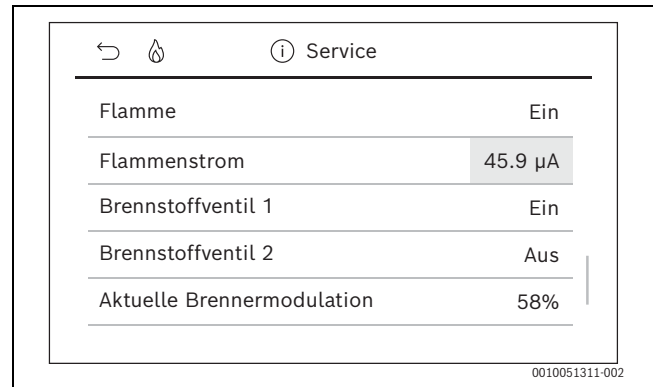 Service
Flamme Ein
Flammenstrom 45.9 µA
Brennstoffventil 1 Ein
Brennstoffventil 2 Aus
Aktuelle Brennermodulation 58%
0010051311-002